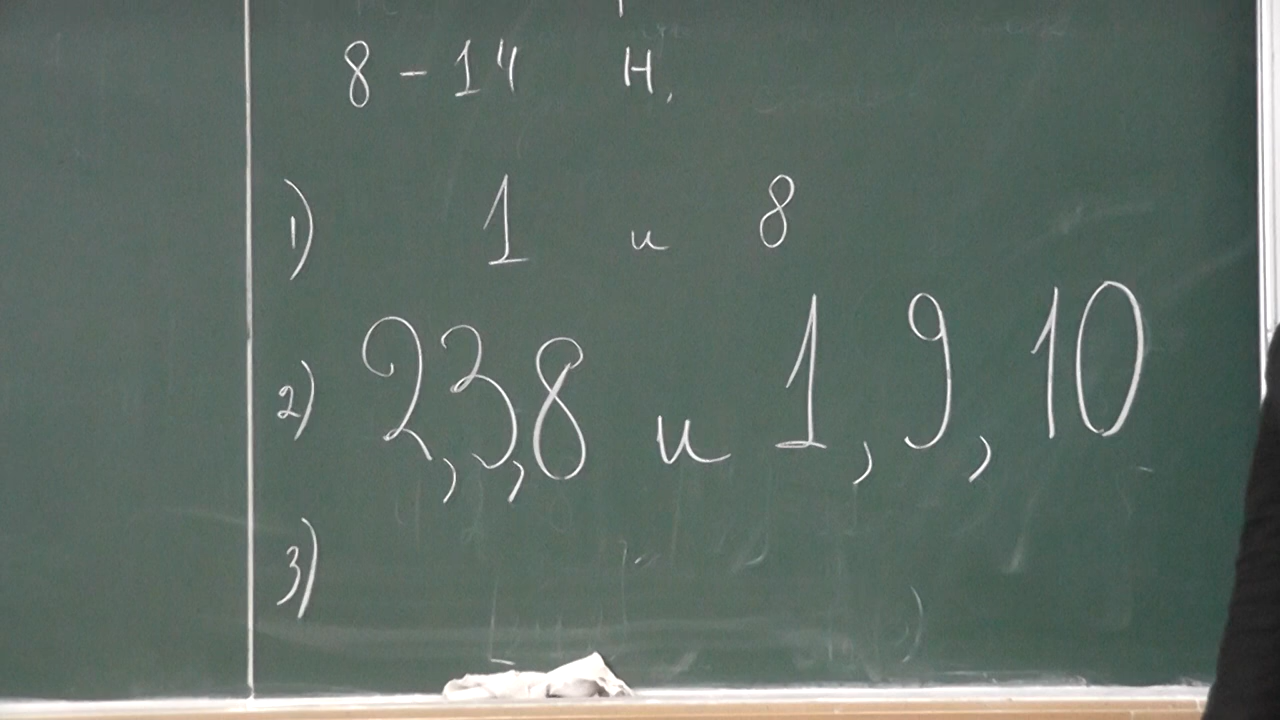 8 - 14 н.
1) 1 и 8
2) 2, 3, 8 и 1, 9, 10
3)